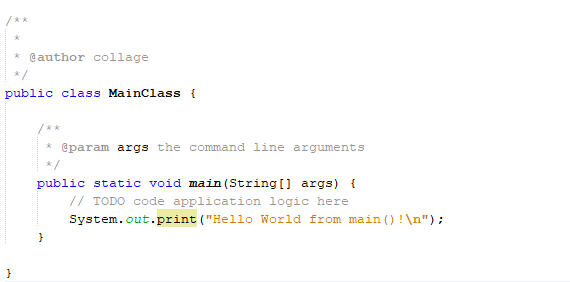 /**
 *
 * @author collage
 */
public class MainClass {
    /**
     * @param args the command line arguments
     */
    public static void main(String[] args) {
        // TODO code application logic here
        System.out.print("Hello World from main()!\n");
    }
}